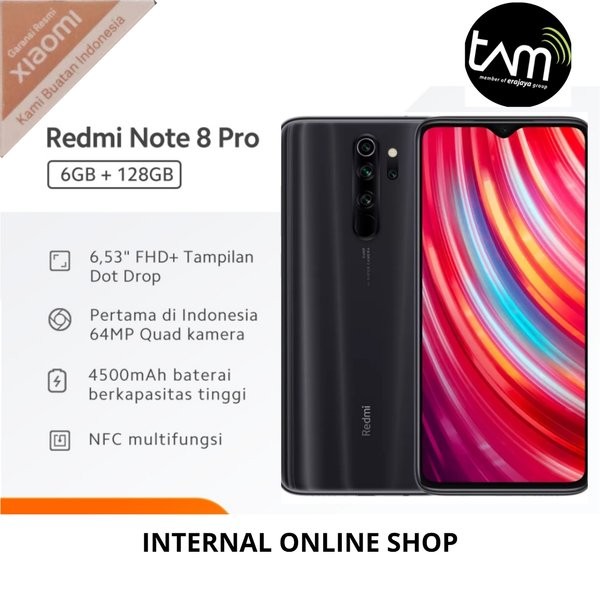 Garansi Resmi
xiaomi
Kami Buatan Indonesia
tam
member of erajaya group
Redmi Note 8 Pro
6GB + 128GB
6,53" FHD+ Tampilan
Dot Drop
Pertama di Indonesia
64MP Quad kamera
4500mAh baterai
berkapasitas tinggi
NFC multifungsi
Redmi
INTERNAL ONLINE SHOP